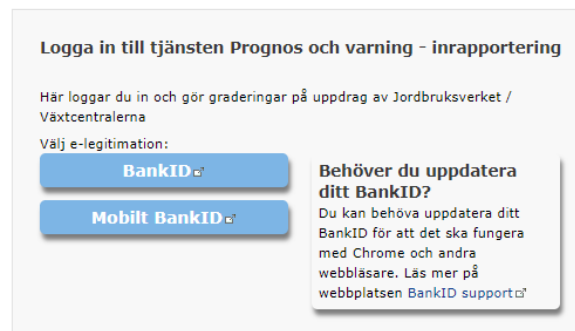 Logga in till tjänsten Prognos och varning - inrapportering
Här loggar du in och gör graderingar på uppdrag av Jordbruksverket /
Växtcentralerna
Välj e-legitimation:
BankID
Mobilt BankID
Behöver du uppdatera
ditt BankID?
Du kan behöva uppdatera ditt
BankID för att det ska fungera
med Chrome och andra
webbläsare. Läs mer på
webbplatsen BankID support